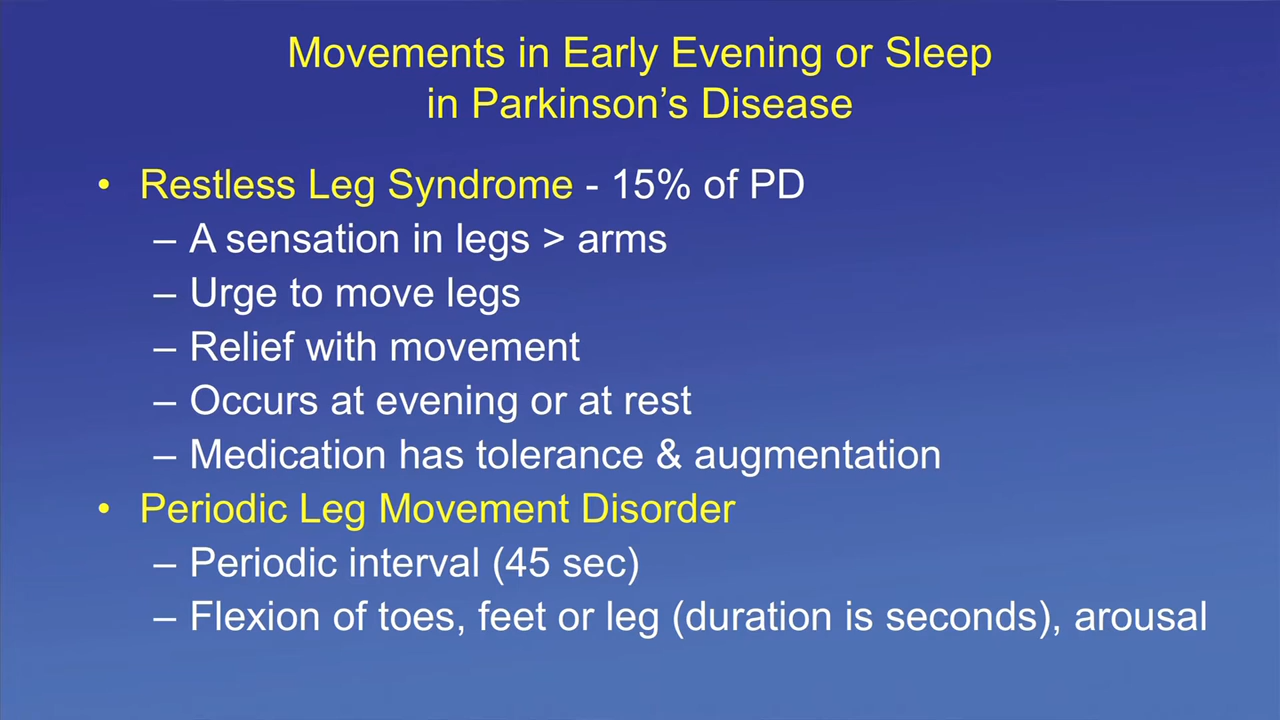 Movements in Early Evening or Sleep
in Parkinson’s Disease
• Restless Leg Syndrome - 15% of PD
– A sensation in legs > arms
– Urge to move legs
– Relief with movement
– Occurs at evening or at rest
– Medication has tolerance & augmentation
• Periodic Leg Movement Disorder
– Periodic interval (45 sec)
– Flexion of toes, feet or leg (duration is seconds), arousal